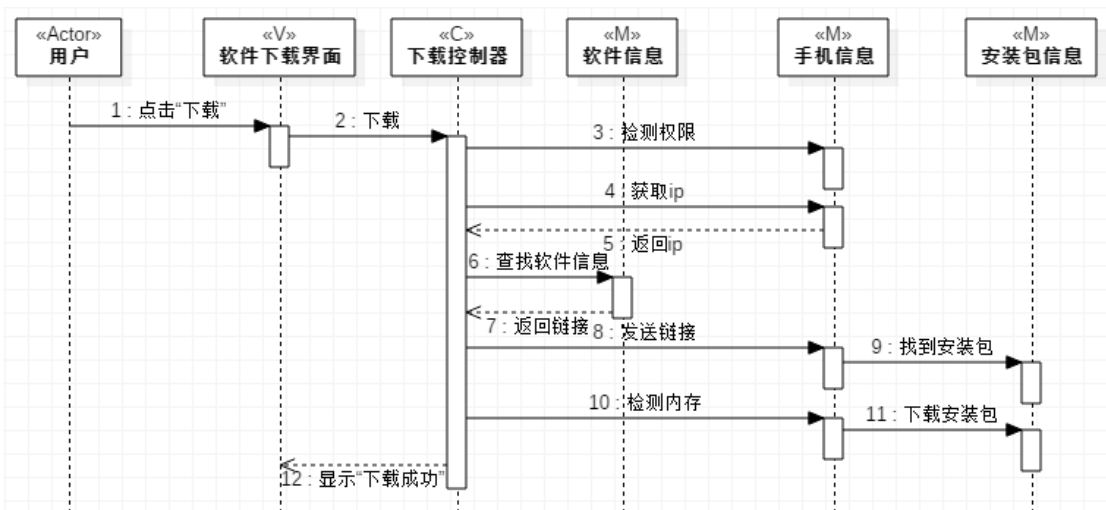 «Actor»
用户
«V»
软件下载界面
«C»
下载控制器
«M»
软件信息
«M»
手机信息
«M»
安装包信息
1 : 点击“下载”
2 : 下载
3 : 检测权限
4 : 获取ip
5 : 返回ip
6 : 查找软件信息
7 : 返回链接
8 : 发送链接
9 : 找到安装包
10 : 检测内存
11 : 下载安装包
12 : 显示“下载成功”